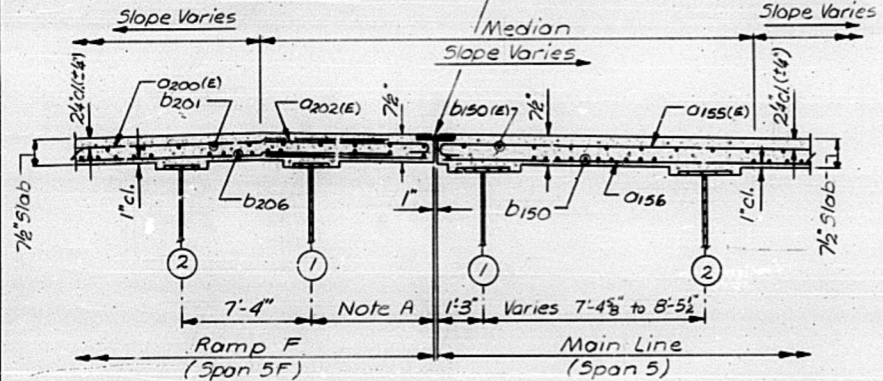 Slope Varies
Median
Slope Varies
Slope Varies
2¼"cl.(±¼")
a200(E)
b201
a202(E)
7½"
b150(E)
7½"
a155(E)
2¼"cl.(±¼")
7½" Slab
1" cl.
b206
1"
b150
a156
1" cl.
7½" Slab
2
1
1
2
7'-4"
Note A
1'-3"
Varies 7'-4⅝" to 8'-5½"
Ramp F
Main Line
(Span 5F)
(Span 5)